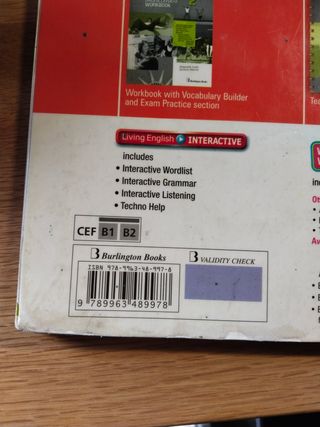 WORKBOOK
Workbook with Vocabulary Builder
and Exam Practice section
Living English INTERACTIVE
includes
• Interactive Wordlist
• Interactive Grammar
• Interactive Listening
• Techno Help
CEF B1 B2
B Burlington Books
ISBN 978-9963-48-997-8
9 789963 489978
B VALIDITY CHECK